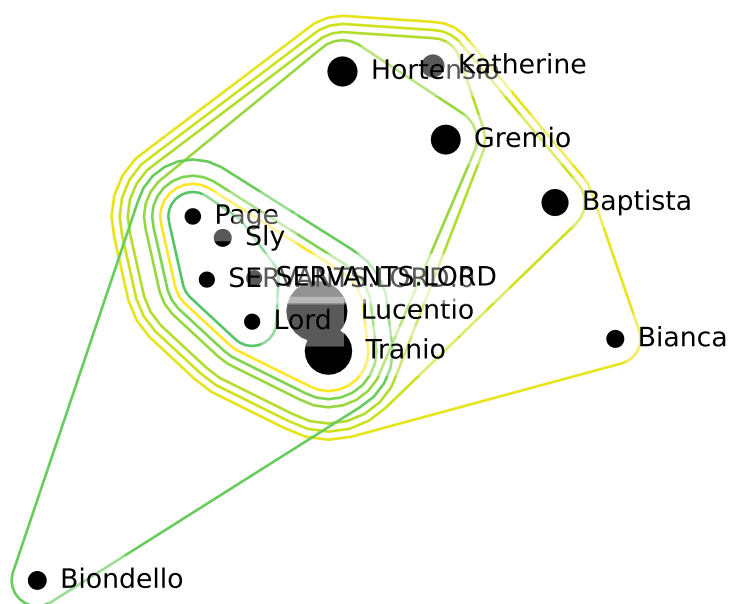 Hortensio
Katherine
Gremio
Baptista
Page
Sly
SERVANTS.LORD
Lucentio
Lord
Tranio
Bianca
Biondello